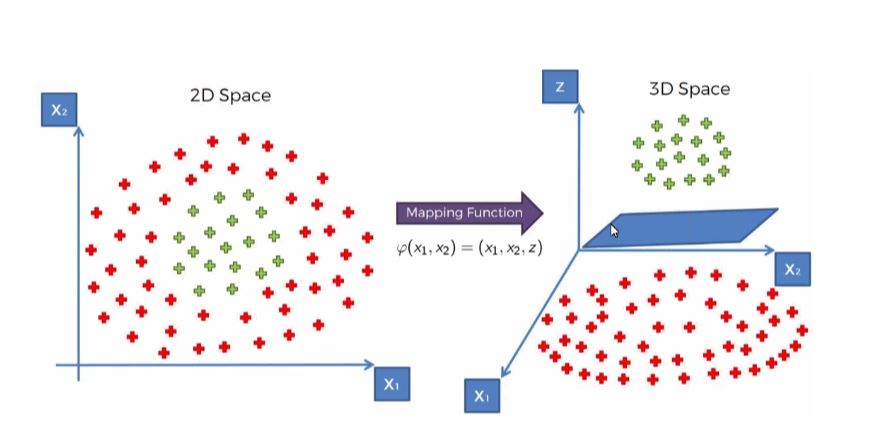 2D Space
X₂
X₁
Mapping Function
φ(x₁, x₂) = (x₁, x₂, z)
3D Space
Z
X₂
X₁